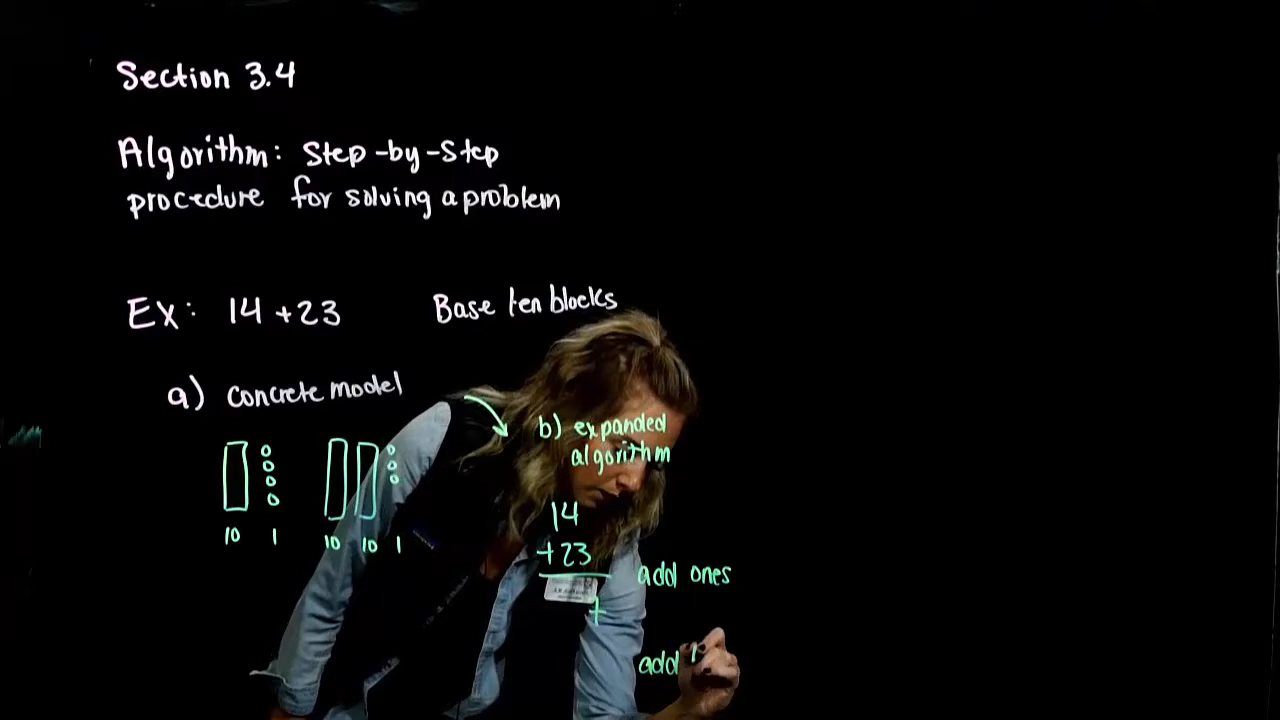 Section 3.4
Algorithm: Step-by-Step
procedure for solving a problem
Ex: 14 + 23 Base ten blocks
a) concrete model
b) expanded
algorithm
10 1 10 10 1
14
+ 23
add ones
+
add